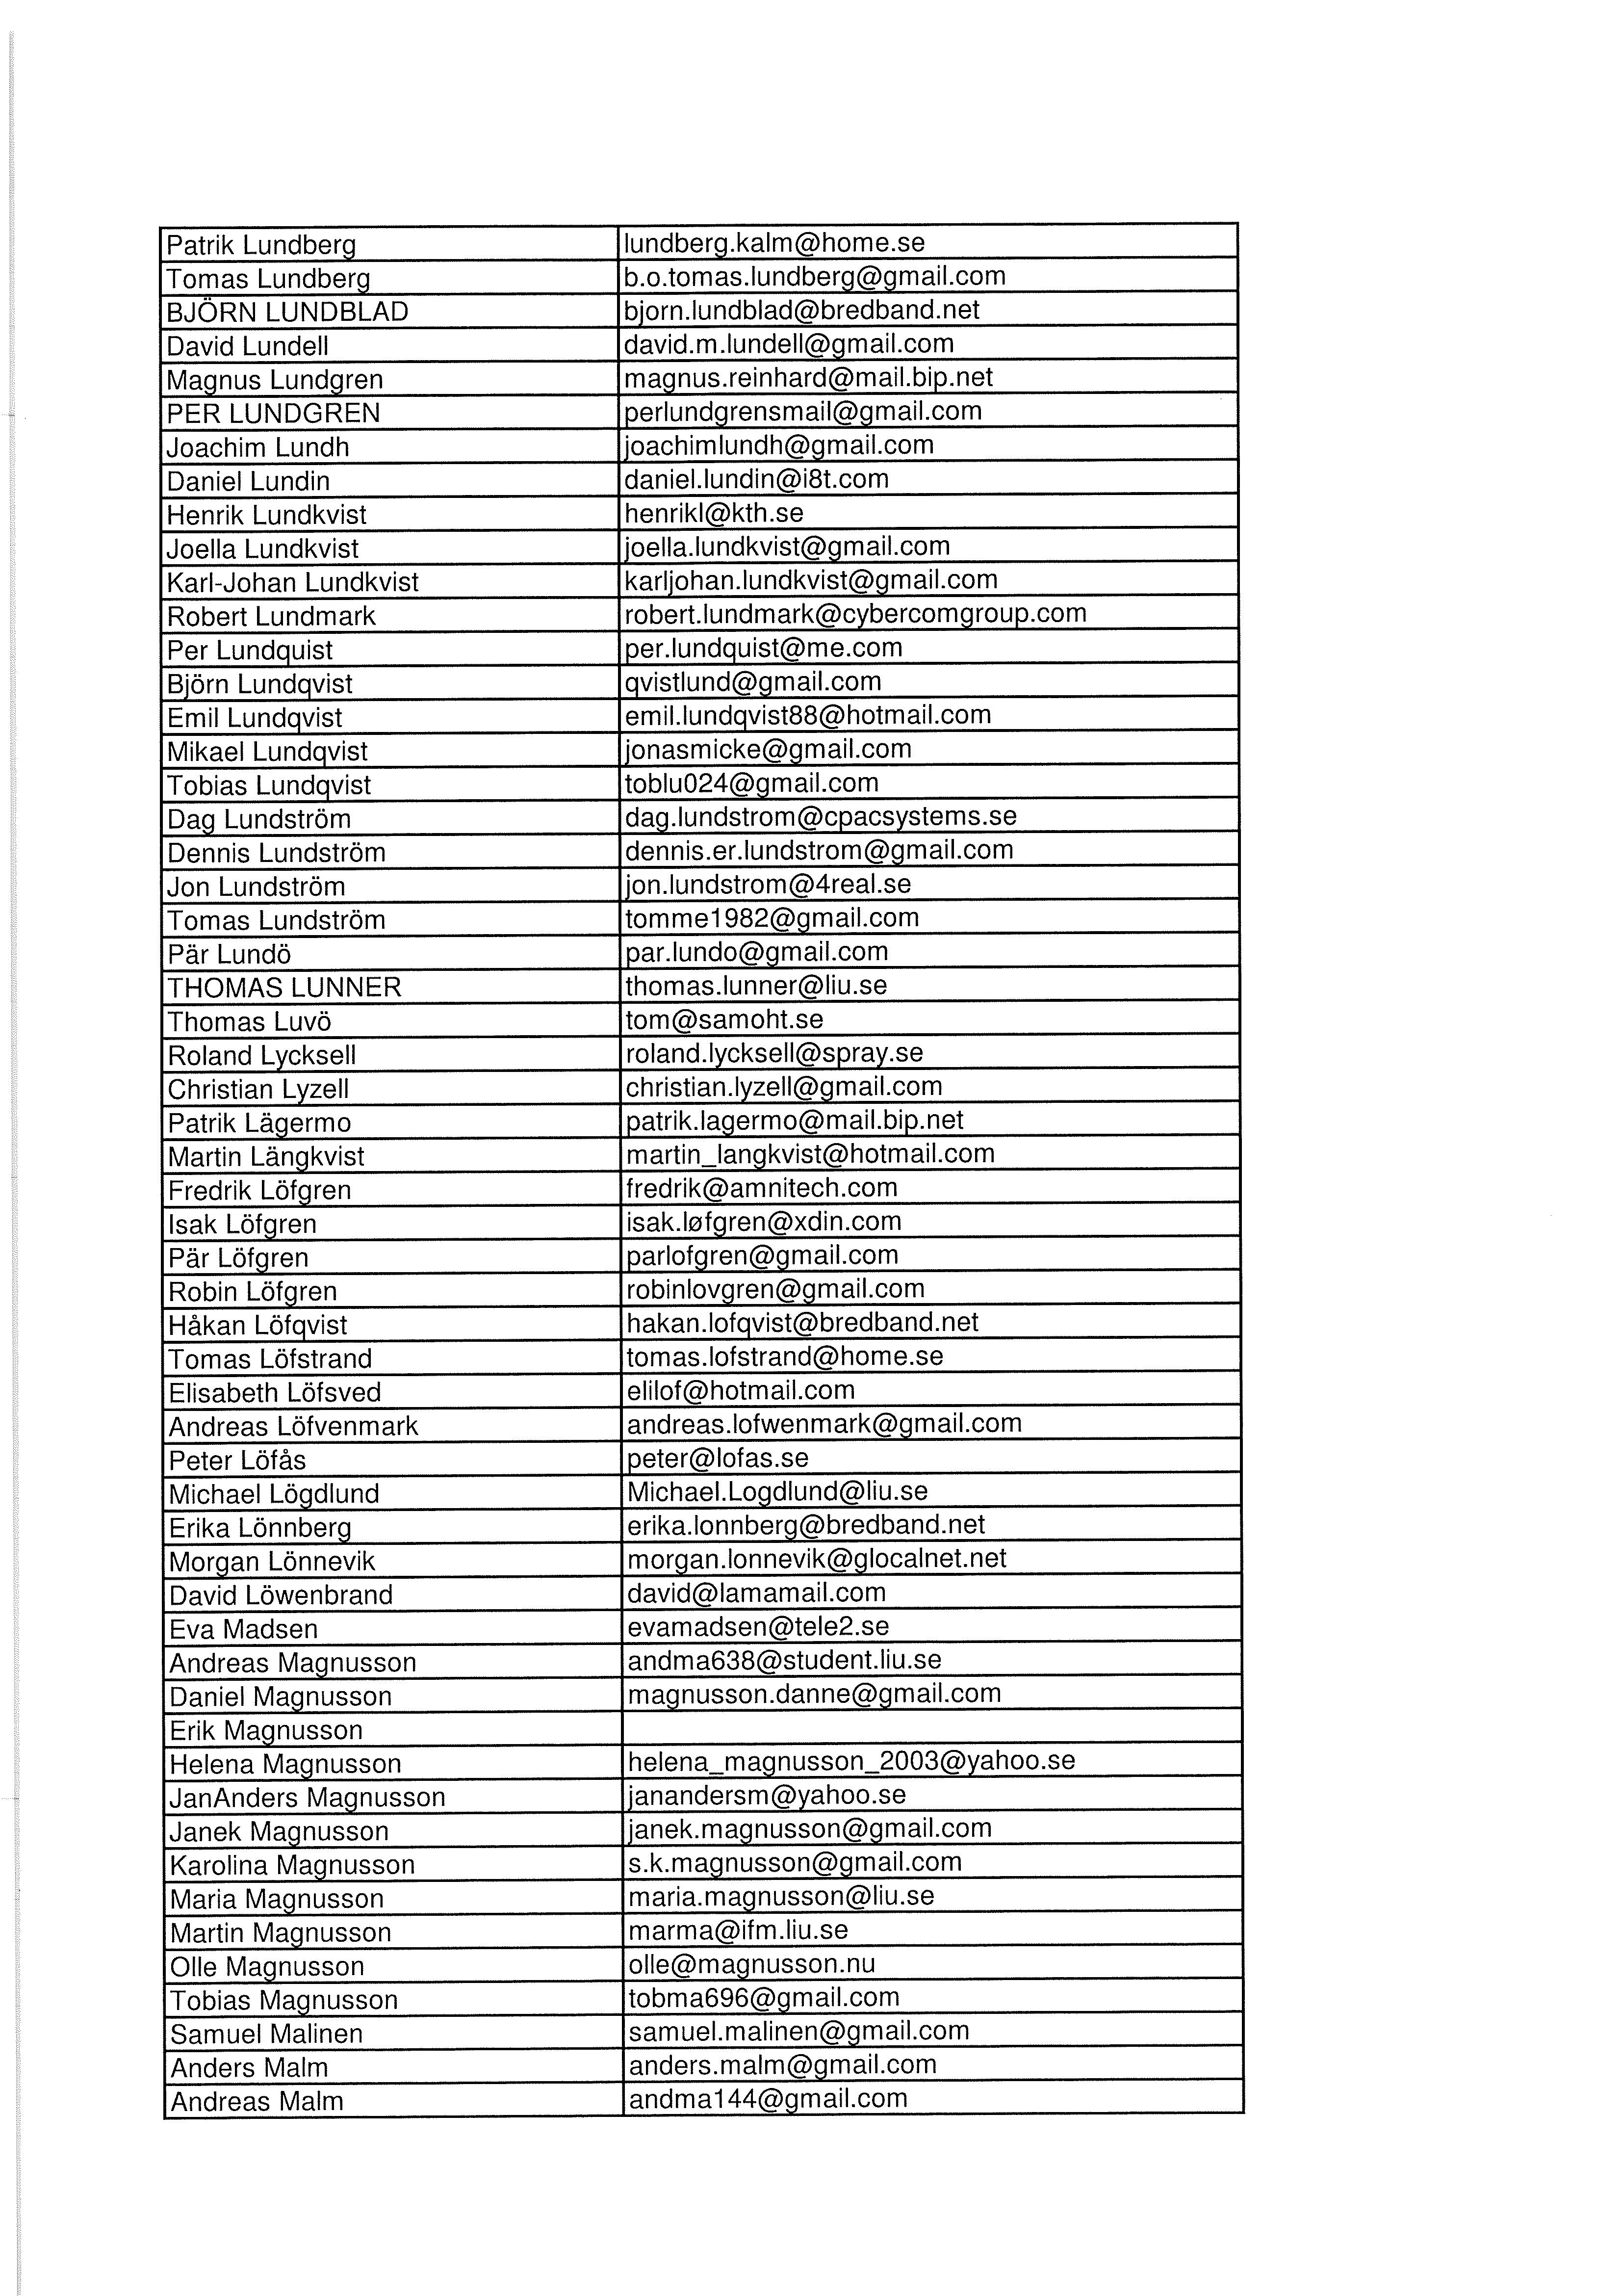 Patrik Lundberg lundberg.kalm@home.se
Tomas Lundberg b.o.tomas.lundberg@gmail.com
BJÖRN LUNDBLAD bjorn.lundblad@bredband.net
David Lundell david.m.lundell@gmail.com
Magnus Lundgren magnus.reinhard@mail.bip.net
PER LUNDGREN perlundgrensmail@gmail.com
Joachim Lundh joachimlundh@gmail.com
Daniel Lundin daniel.lundin@i8t.com
Henrik Lundkvist henrikl@kth.se
Joella Lundkvist joella.lundkvist@gmail.com
Karl-Johan Lundkvist karljohan.lundkvist@gmail.com
Robert Lundmark robert.lundmark@cybercomgroup.com
Per Lundquist per.lundquist@me.com
Björn Lundqvist qvistlund@gmail.com
Emil Lundqvist emil.lundqvist88@hotmail.com
Mikael Lundqvist jonasmicke@gmail.com
Tobias Lundqvist toblu024@gmail.com
Dag Lundström dag.lundstrom@cpacsystems.se
Dennis Lundström dennis.er.lundstrom@gmail.com
Jon Lundström jon.lundstrom@4real.se
Tomas Lundström tomme1982@gmail.com
Pär Lundö par.lundo@gmail.com
THOMAS LUNNER thomas.lunner@liu.se
Thomas Luvö tom@samoht.se
Roland Lycksell roland.lycksell@spray.se
Christian Lyzell christian.lyzell@gmail.com
Patrik Lägermo patrik.lagermo@mail.bip.net
Martin Längkvist martin_langkvist@hotmail.com
Fredrik Löfgren fredrik@amnitech.com
Isak Löfgren isak.løfgren@xdin.com
Pär Löfgren parlofgren@gmail.com
Robin Löfgren robinlovgren@gmail.com
Håkan Löfqvist hakan.lofqvist@bredband.net
Tomas Löfstrand tomas.lofstrand@home.se
Elisabeth Löfsved elilof@hotmail.com
Andreas Löfvenmark andreas.lofwenmark@gmail.com
Peter Löfås peter@lofas.se
Michael Lögdlund Michael.Logdlund@liu.se
Erika Lönnberg erika.lonnberg@bredband.net
Morgan Lönnevik morgan.lonnevik@glocalnet.net
David Löwenbrand david@lamamail.com
Eva Madsen evamadsen@tele2.se
Andreas Magnusson andma638@student.liu.se
Daniel Magnusson magnusson.danne@gmail.com
Erik Magnusson
Helena Magnusson helena_magnusson_2003@yahoo.se
JanAnders Magnusson janandersm@yahoo.se
Janek Magnusson janek.magnusson@gmail.com
Karolina Magnusson s.k.magnusson@gmail.com
Maria Magnusson maria.magnusson@liu.se
Martin Magnusson marma@ifm.liu.se
Olle Magnusson olle@magnusson.nu
Tobias Magnusson tobma696@gmail.com
Samuel Malinen samuel.malinen@gmail.com
Anders Malm anders.malm@gmail.com
Andreas Malm andma144@gmail.com